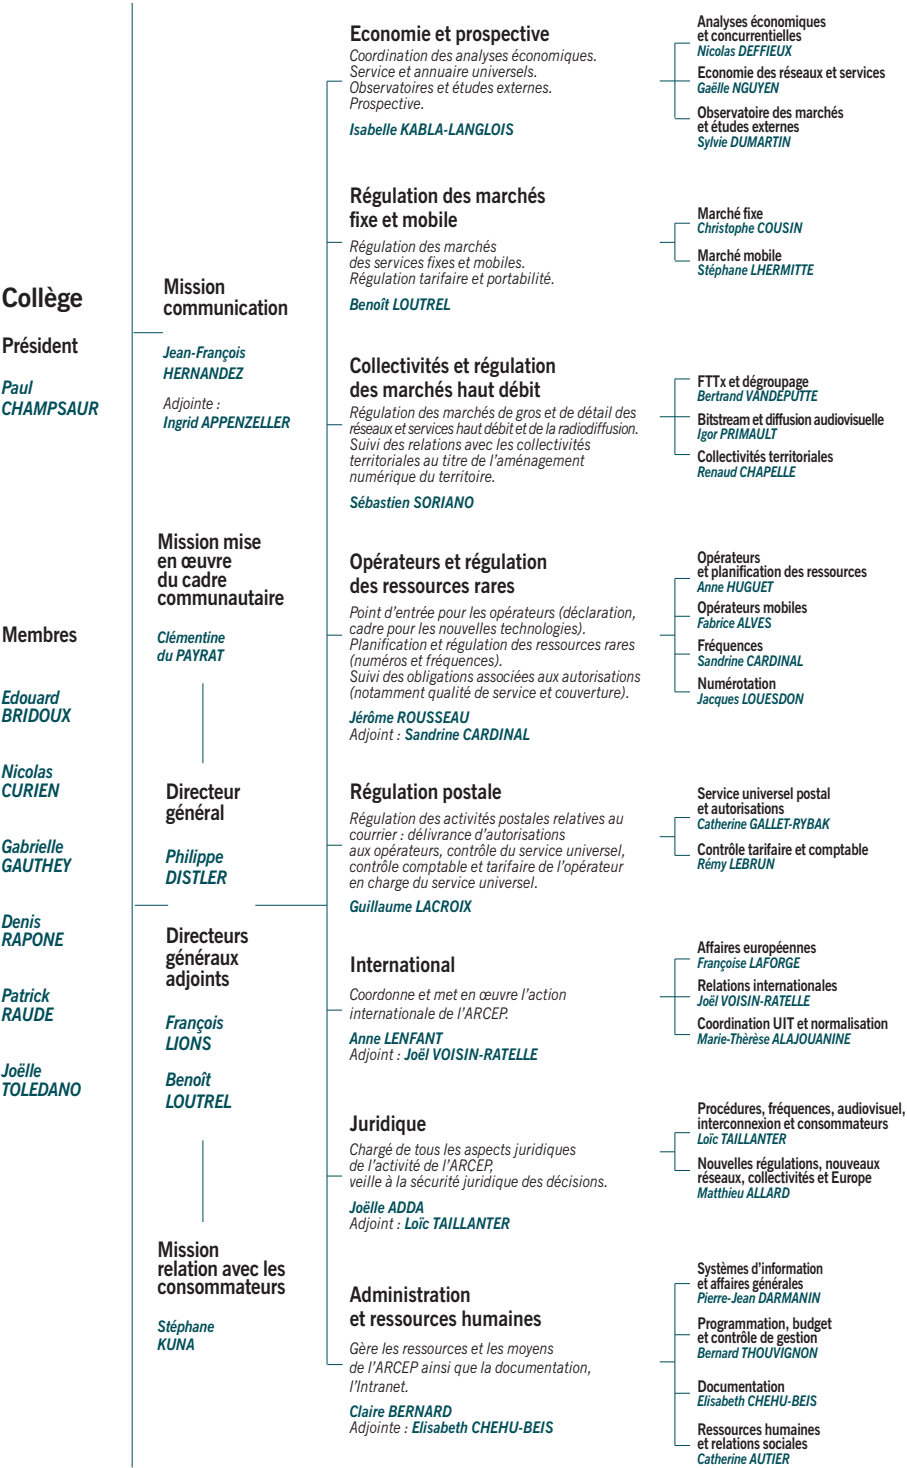 Collège
Président
Paul
CHAMPSAUR
Membres
Edouard
BRIDOUX
Nicolas
CURIEN
Gabrielle
GAUTHEY
Denis
RAPONE
Patrick
RAUDE
Joëlle
TOLEDANO
Mission
communication
Jean-François
HERNANDEZ
Adjointe :
Ingrid APPENZELLER
Mission mise
en œuvre
du cadre
communautaire
Clémentine
du PAYRAT
Directeur
général
Philippe
DISTLER
Directeurs
généraux
adjoints
François
LIONS
Benoît
LOUTREL
Mission
relation avec les
consommateurs
Stéphane
KUNA
Economie et prospective
Coordination des analyses économiques.
Service et annuaire universels.
Observatoires et études externes.
Prospective.
Isabelle KABLA-LANGLOIS
Analyses économiques
et concurrentielles
Nicolas DEFFIEUX
Economie des réseaux et services
Gaëlle NGUYEN
Observatoire des marchés
et études externes
Sylvie DUMARTIN
Régulation des marchés
fixe et mobile
Régulation des marchés
des services fixes et mobiles.
Régulation tarifaire et portabilité.
Benoît LOUTREL
Marché fixe
Christophe COUSIN
Marché mobile
Stéphane LHERMITTE
Collectivités et régulation
des marchés haut débit
Régulation des marchés de gros et de détail des
réseaux et services haut débit et de la radiodiffusion.
Suivi des relations avec les collectivités
territoriales au titre de l'aménagement
numérique du territoire.
Sébastien SORIANO
FTTx et dégroupage
Bertrand VANDEPUTTE
Bitstream et diffusion audiovisuelle
Igor PRIMAULT
Collectivités territoriales
Renaud CHAPELLE
Opérateurs et régulation
des ressources rares
Point d'entrée pour les opérateurs (déclaration,
cadre pour les nouvelles technologies).
Planification et régulation des ressources rares
(numéros et fréquences).
Suivi des obligations associées aux autorisations
(notamment qualité de service et couverture).
Jérôme ROUSSEAU
Adjoint : Sandrine CARDINAL
Opérateurs
et planification des ressources
Anne HUGUET
Opérateurs mobiles
Fabrice ALVES
Fréquences
Sandrine CARDINAL
Numérotation
Jacques LOUESDON
Régulation postale
Régulation des activités postales relatives au
courrier : délivrance d'autorisations
aux opérateurs, contrôle du service universel,
contrôle comptable et tarifaire de l'opérateur
en charge du service universel.
Guillaume LACROIX
Service universel postal
et autorisations
Catherine GALLET-RYBAK
Contrôle tarifaire et comptable
Rémy LEBRUN
International
Coordonne et met en œuvre l'action
internationale de l'ARCEP.
Anne LENFANT
Adjoint : Joël VOISIN-RATELLE
Affaires européennes
Françoise LAFORGE
Relations internationales
Joël VOISIN-RATELLE
Coordination UIT et normalisation
Marie-Thèrèse ALAJOUANINE
Juridique
Chargé de tous les aspects juridiques
de l'activité de l'ARCEP,
veille à la sécurité juridique des décisions.
Joëlle ADDA
Adjoint : Loïc TAILLANTER
Procédures, fréquences, audiovisuel,
interconnexion et consommateurs
Loïc TAILLANTER
Nouvelles régulations, nouveaux
réseaux, collectivités et Europe
Matthieu ALLARD
Administration
et ressources humaines
Gère les ressources et les moyens
de l'ARCEP ainsi que la documentation,
l'Intranet.
Claire BERNARD
Adjointe : Elisabeth CHEHU-BEIS
Systèmes d'information
et affaires générales
Pierre-Jean DARMANIN
Programmation, budget
et contrôle de gestion
Bernard THOUVIGNON
Documentation
Elisabeth CHEHU-BEIS
Ressources humaines
et relations sociales
Catherine AUTIER